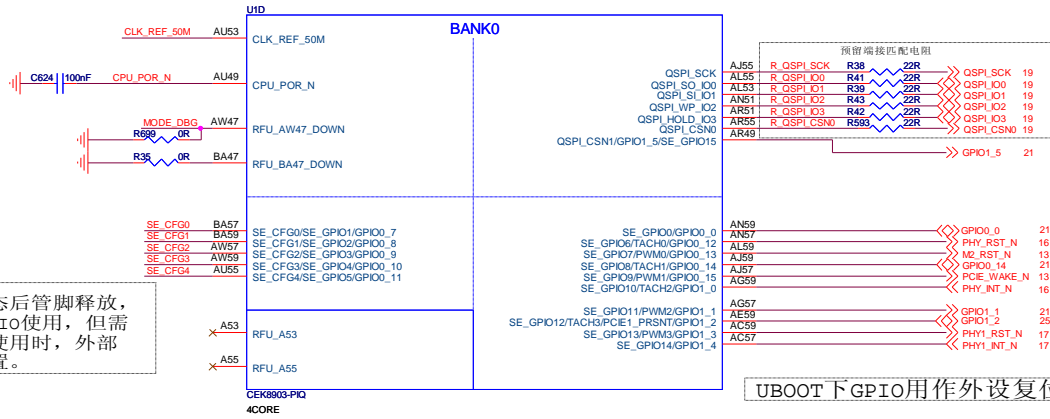 U1D
BANK0
CLK_REF_50M AU53 CLK_REF_50M
C624 100nF CPU_POR_N AU49 CPU_POR_N
MODE_DBG AW47 RFU_AW47_DOWN
R699 0R
R35 0R BA47 RFU_BA47_DOWN
预留端接匹配电阻
QSPI_SCK AJ55 R_QSPI_SCK R38 22R QSPI_SCK 19
QSPI_SO_IO0 AL55 R_QSPI_IO0 R41 22R QSPI_IO0 19
QSPI_SI_IO1 AL53 R_QSPI_IO1 R39 22R QSPI_IO1 19
QSPI_WP_IO2 AN51 R_QSPI_IO2 R43 22R QSPI_IO2 19
QSPI_HOLD_IO3 AR51 R_QSPI_IO3 R42 22R QSPI_IO3 19
QSPI_CSN0 AR55 R_QSPI_CSN0 R593 22R QSPI_CSN0 19
QSPI_CSN1/GPIO1_5/SE_GPIO15 AR49 GPIO1_5 21
SE_CFG0 BA57 SE_CFG0/SE_GPIO1/GPIO0_7
SE_CFG1 BA59 SE_CFG1/SE_GPIO2/GPIO0_8
SE_CFG2 AW57 SE_CFG2/SE_GPIO3/GPIO0_9
SE_CFG3 AW59 SE_CFG3/SE_GPIO4/GPIO0_10
SE_CFG4 AU55 SE_CFG4/SE_GPIO5/GPIO0_11
SE_GPIO0/GPIO0_0 AN59 GPIO0_0 21
SE_GPIO6/TACH0/GPIO0_12 AN57 PHY_RST_N 16
SE_GPIO7/PWM0/GPIO0_13 AL59 M2_RST_N 13
SE_GPIO8/TACH1/GPIO0_14 AJ59 GPIO0_14 21
SE_GPIO9/PWM1/GPIO0_15 AJ57 PCIE_WAKE_N 13
SE_GPIO10/TACH2/GPIO1_0 AG59 PHY_INT_N 16
SE_GPIO11/PWM2/GPIO1_1 AG57 GPIO1_1 21
SE_GPIO12/TACH3/PCIE1_PRSNT/GPIO1_2 AE59 GPIO1_2 25
SE_GPIO13/PWM3/GPIO1_3 AC59 PHY1_RST_N 17
SE_GPIO14/GPIO1_4 AC57 PHY1_INT_N 17
态后管脚释放，
IO使用，但需
使用时，外部
置。
A53 RFU_A53
A55 RFU_A55
CEK8903-PIQ
4CORE
UBOOT下GPIO用作外设复位